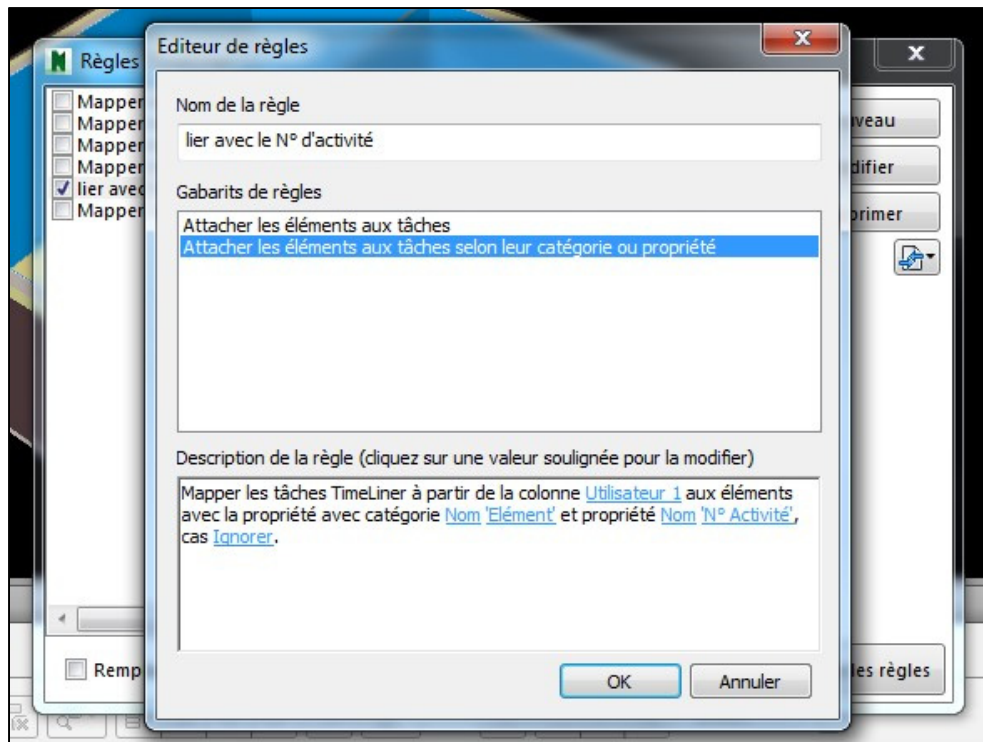 Règles
Editeur de règles
x
x
Mapper
Mapper
Mapper
Mapper
lier avec
Mapper
Nom de la règle
lier avec le N° d'activité
Gabarits de règles
Attacher les éléments aux tâches
Attacher les éléments aux tâches selon leur catégorie ou propriété
Description de la règle (cliquez sur une valeur soulignée pour la modifier)
Mapper les tâches TimeLiner à partir de la colonne Utilisateur 1 aux éléments
avec la propriété avec catégorie Nom 'Elément' et propriété Nom 'N° Activité',
cas Ignorer.
OK
Annuler
veau
difier
primer
Remp
les règles